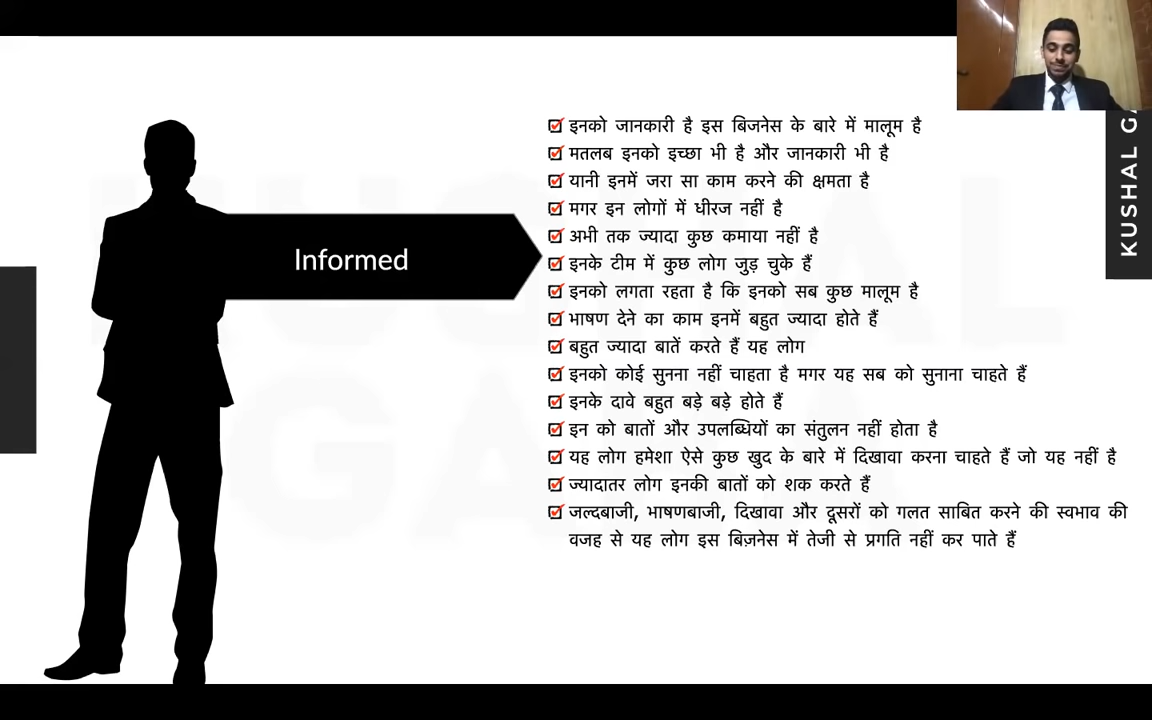 इनको जानकारी है इस बिजनेस के बारे में मालूम है
मतलब इनको इच्छा भी है और जानकारी भी है
यानी इनमें जरा सा काम करने की क्षमता है
मगर इन लोगों में धीरज नहीं है
अभी तक ज्यादा कुछ कमाया नहीं है
इनके टीम में कुछ लोग जुड़ चुके हैं
इनको लगता रहता है कि इनको सब कुछ मालूम है
भाषण देने का काम इनमें बहुत ज्यादा होते हैं
बहुत ज्यादा बातें करते हैं यह लोग
इनको कोई सुनना नहीं चाहता है मगर यह सब को सुनाना चाहते हैं
इनके दावे बहुत बड़े बड़े होते हैं
इन को बातों और उपलब्धियों का संतुलन नहीं होता है
यह लोग हमेशा ऐसे कुछ खुद के बारे में दिखावा करना चाहते हैं जो यह नहीं है
ज्यादातर लोग इनकी बातों को शक करते हैं
जल्दबाजी, भाषणबाजी, दिखावा और दूसरों को गलत साबित करने की स्वभाव की
वजह से यह लोग इस बिज़नेस में तेजी से प्रगति नहीं कर पाते हैं
Informed
KUSHAL